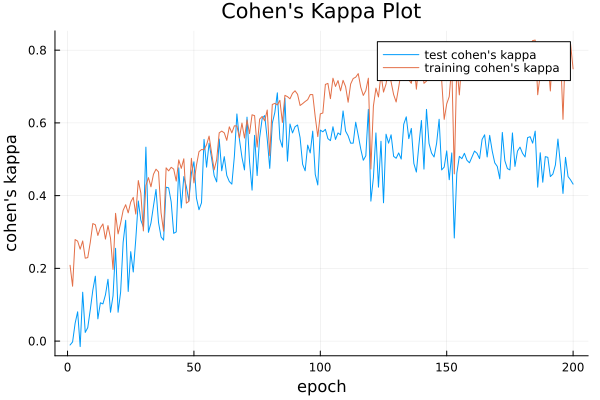 Cohen's Kappa Plot
test cohen's kappa
training cohen's kappa
cohen's kappa
0.8
0.6
0.4
0.2
0.0
0
50
100
150
200
epoch